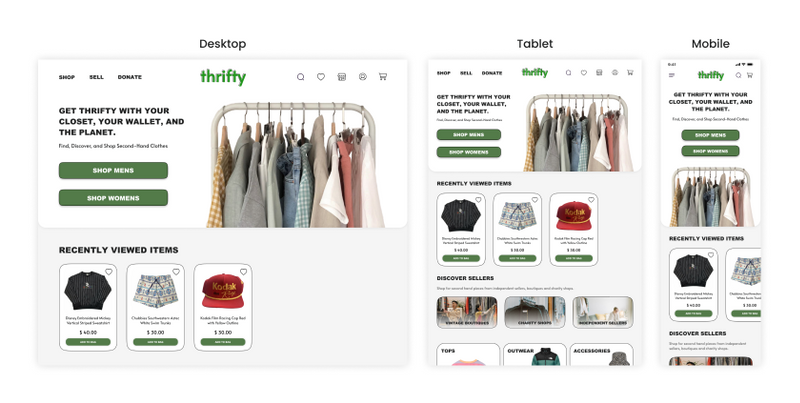 Desktop
SHOP SELL DONATE thrifty
GET THRIFTY WITH YOUR
CLOSET, YOUR WALLET, AND
THE PLANET.
Find, Discover, and Shop Second-Hand Clothes
SHOP MENS
SHOP WOMENS
RECENTLY VIEWED ITEMS
Disney Embroidered Mickey
Vertical Striped Sweatshirt
$ 40.00
ADD TO BAG
Chubbies Southwestern Aztec
White Swim Trunks
$ 30.00
ADD TO BAG
Kodak
Kodak Film Racing Cap Red
with Yellow Clothes
$ 30.00
ADD TO BAG
Tablet
SHOP SELL DONATE thrifty
GET THRIFTY WITH YOUR
CLOSET, YOUR WALLET,
AND THE PLANET.
Find, Discover, and Shop Second-Hand Clothes
SHOP MENS
SHOP WOMENS
RECENTLY VIEWED ITEMS
Disney Embroidered Mickey
Vertical Striped Sweatshirt
$ 40.00
ADD TO BAG
Chubbies Southwestern Aztec
White Swim Trunks
$ 30.00
ADD TO BAG
Kodak
Kodak Film Racing Cap Red
with Yellow Clothes
$ 30.00
ADD TO BAG
DISCOVER SELLERS
Shop for second hand pieces from independent sellers, boutiques and charity shops.
VINTAGE BOUTIQUES
CHARITY SHOPS
INDEPENDENT SELLERS
TOPS
OUTWEAR
ACCESSORIES
Mobile
9:41
thrifty
GET THRIFTY WITH YOUR
CLOSET, YOUR WALLET, AND
THE PLANET.
Find, Discover, and Shop Second-Hand Clothes
SHOP MENS
SHOP WOMENS
RECENTLY VIEWED ITEMS
Disney Embroidered Mickey
Vertical Striped Sweatshirt
$ 40.00
ADD TO BAG
$ 30.00
ADD TO BAG
DISCOVER SELLERS
Shop for second hand pieces from independent
sellers, boutiques and charity shops.